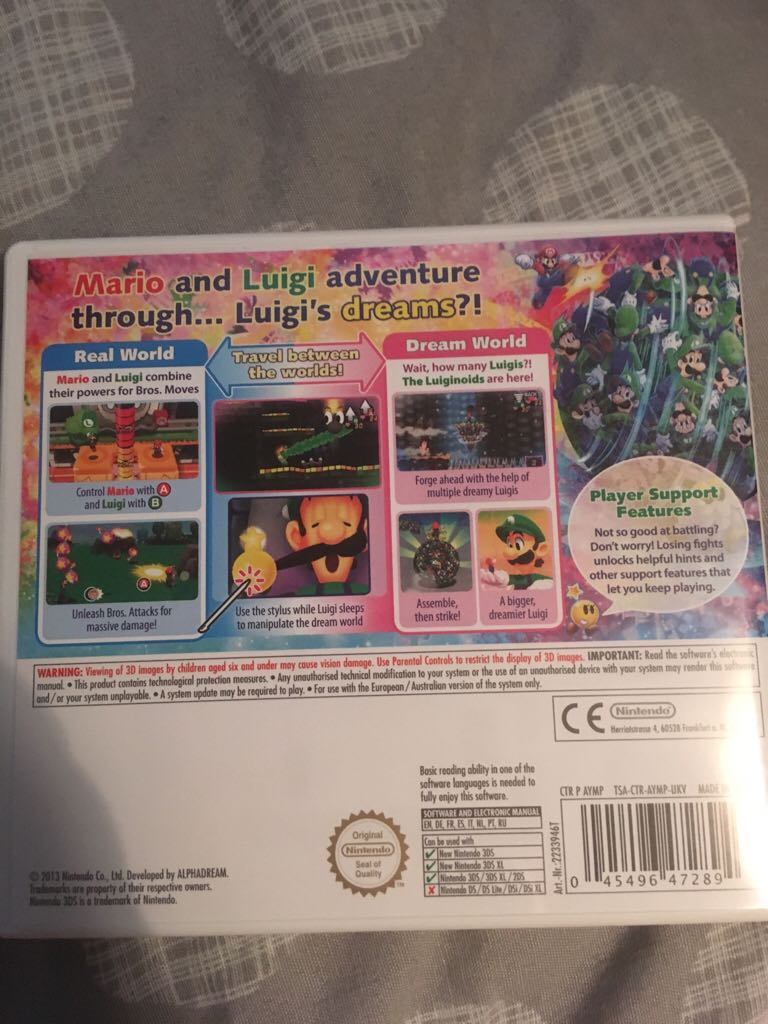 Mario and Luigi adventure
through... Luigi's dreams?!
Real World
Mario and Luigi combine
their powers for Bros. Moves
Control Mario with A
and Luigi with B
Unleash Bros. Attacks for
massive damage!
Travel between
the worlds!
Use the stylus while Luigi sleeps
to manipulate the dream world
Dream World
Wait, how many Luigis?!
The Luiginoids are here!
Forge ahead with the help of
multiple dreamy Luigis
Assemble,
then strike!
A bigger,
dreamier Luigi
Player Support
Features
Not so good at battling?
Don't worry! Losing fights
unlocks helpful hints and
other support features that
let you keep playing.
WARNING: Viewing of 3D images by children aged six and under may cause vision damage. Use Parental Controls to restrict the display of 3D images. IMPORTANT: Read the software's electronic
manual. • This product contains technological protection measures. • Any unauthorised technical modification to your system or the use of an unauthorised device with your system may render this software
and/or your system unplayable. • A system update may be required to play. • For use with the European/Australian version of the system only.
CE Nintendo
Herriotstrasse 4, 60528 Frankfurt a.
Basic reading ability in one of the
software languages is needed to
fully enjoy this software.
SOFTWARE AND ELECTRONIC MANUAL
EN, DE, FR, ES, IT, NL, PT, RU
Can be used with
New Nintendo 3DS
New Nintendo 3DS XL
Nintendo 3DS/3DS XL/2DS
Nintendo DS/DS Lite/DSi/DSi XL
Art.-Nr.: 2233946T
CTR P AYMP TSA-CTR-AYMP-UKV MADE
0 45496 47289
Original
Nintendo
Seal of
Quality
TM
© 2013 Nintendo Co., Ltd. Developed by ALPHADREAM.
Trademarks are property of their respective owners.
Nintendo 3DS is a trademark of Nintendo.